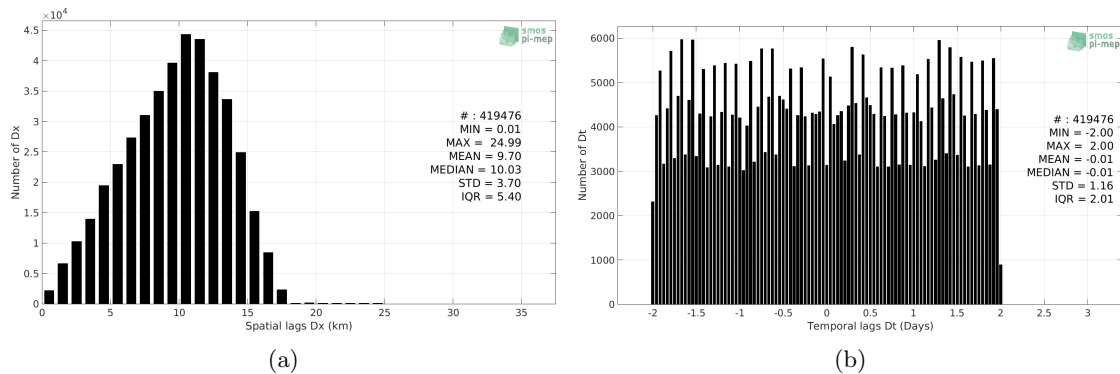 ×10⁴
4.5
4
3.5
3
2.5
2
1.5
1
0.5
0
Number of Dx
0 5 10 15 20 25 30 35
Spatial lags Dx (km)
smos
pi-mep
# : 419476
MIN = 0.01
MAX = 24.99
MEAN = 9.70
MEDIAN = 10.03
STD = 3.70
IQR = 5.40
(a)
6000
5000
4000
3000
2000
1000
0
Number of Dt
-2 -1.5 -1 -0.5 0 0.5 1 1.5 2 2.5 3
Temporal lags Dt (Days)
smos
pi-mep
# : 419476
MIN = -2.00
MAX = 2.00
MEAN = -0.01
MEDIAN = -0.01
STD = 1.16
IQR = 2.01
(b)